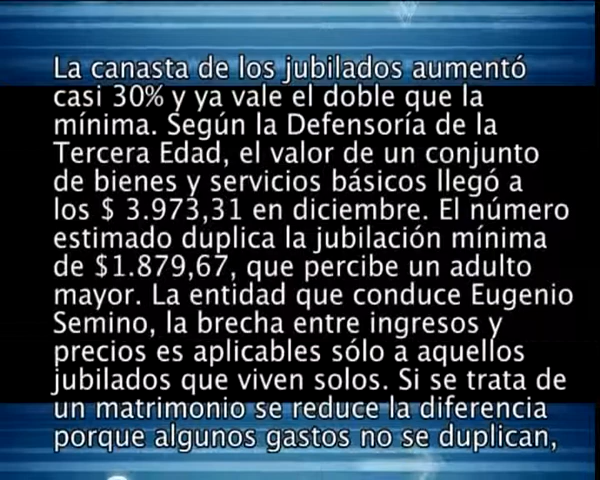 La canasta de los jubilados aumentó
casi 30% y ya vale el doble que la
mínima. Según la Defensoría de la
Tercera Edad, el valor de un conjunto
de bienes y servicios básicos llegó a
los $ 3.973,31 en diciembre. El número
estimado duplica la jubilación mínima
de $1.879,67, que percibe un adulto
mayor. La entidad que conduce Eugenio
Semino, la brecha entre ingresos y
precios es aplicables sólo a aquellos
jubilados que viven solos. Si se trata de
un matrimonio se reduce la diferencia
porque algunos gastos no se duplican,